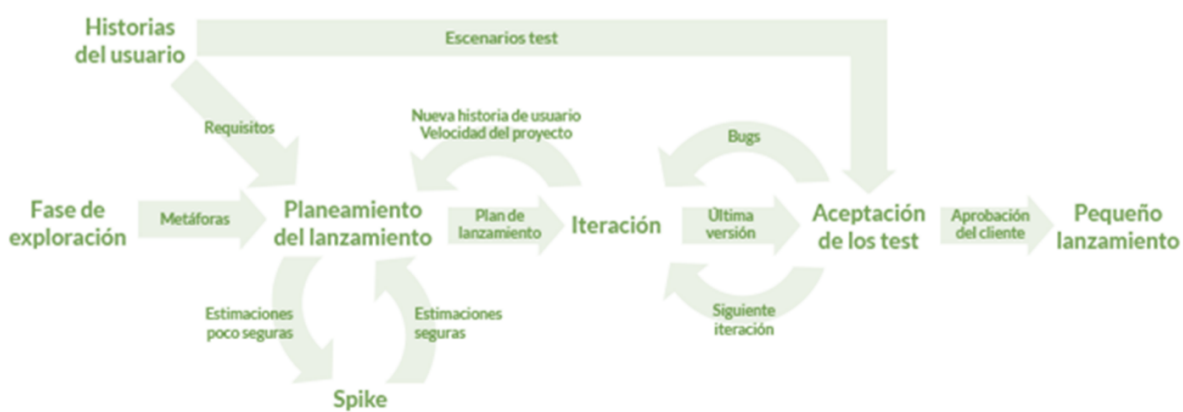 Historias
del usuario
Escenarios test
Requisitos
Nueva historia de usuario
Velocidad del proyecto
Bugs
Fase de
exploración
Metáforas
Planeamiento
del lanzamiento
Plan de
lanzamiento
Iteración
Última
versión
Aceptación
de los test
Aprobación
del cliente
Pequeño
lanzamiento
Estimaciones
poco seguras
Estimaciones
seguras
Siguiente
iteración
Spike